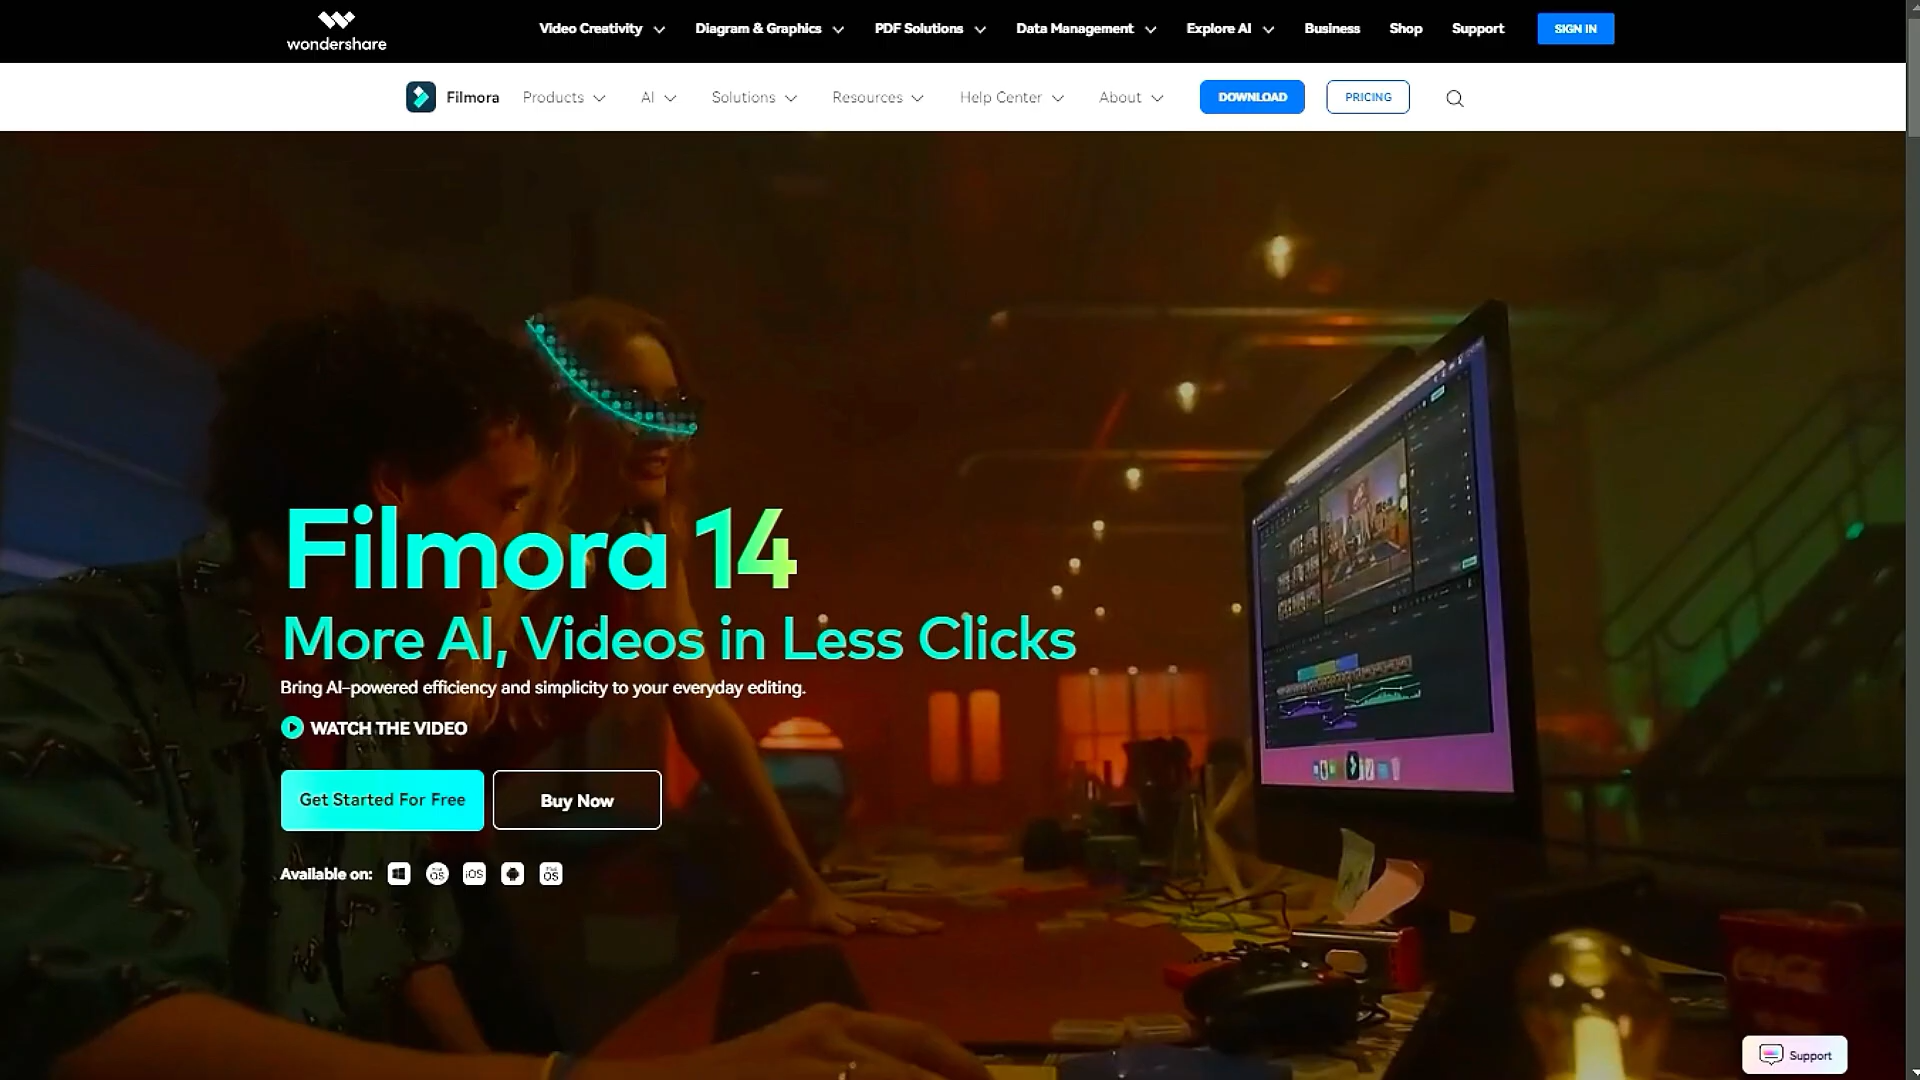 wondershare
Video Creativity Diagram & Graphics PDF Solutions Data Management Explore AI Business Shop Support SIGN IN
Filmora Products AI Solutions Resources Help Center About DOWNLOAD PRICING
Filmora 14
More AI, Videos in Less Clicks
Bring AI-powered efficiency and simplicity to your everyday editing.
WATCH THE VIDEO
Get Started For Free Buy Now
Available on: iOS
Support